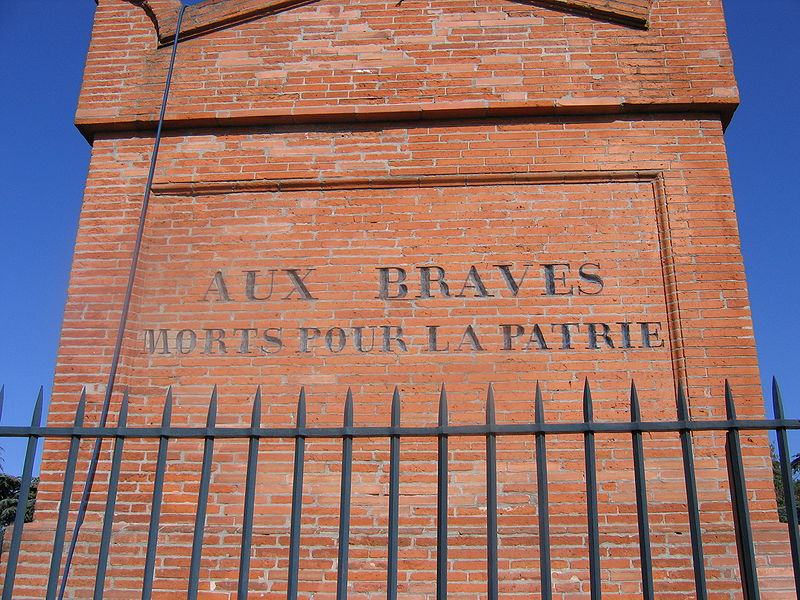 AUX BRAVES
MORTS POUR LA PATRIE